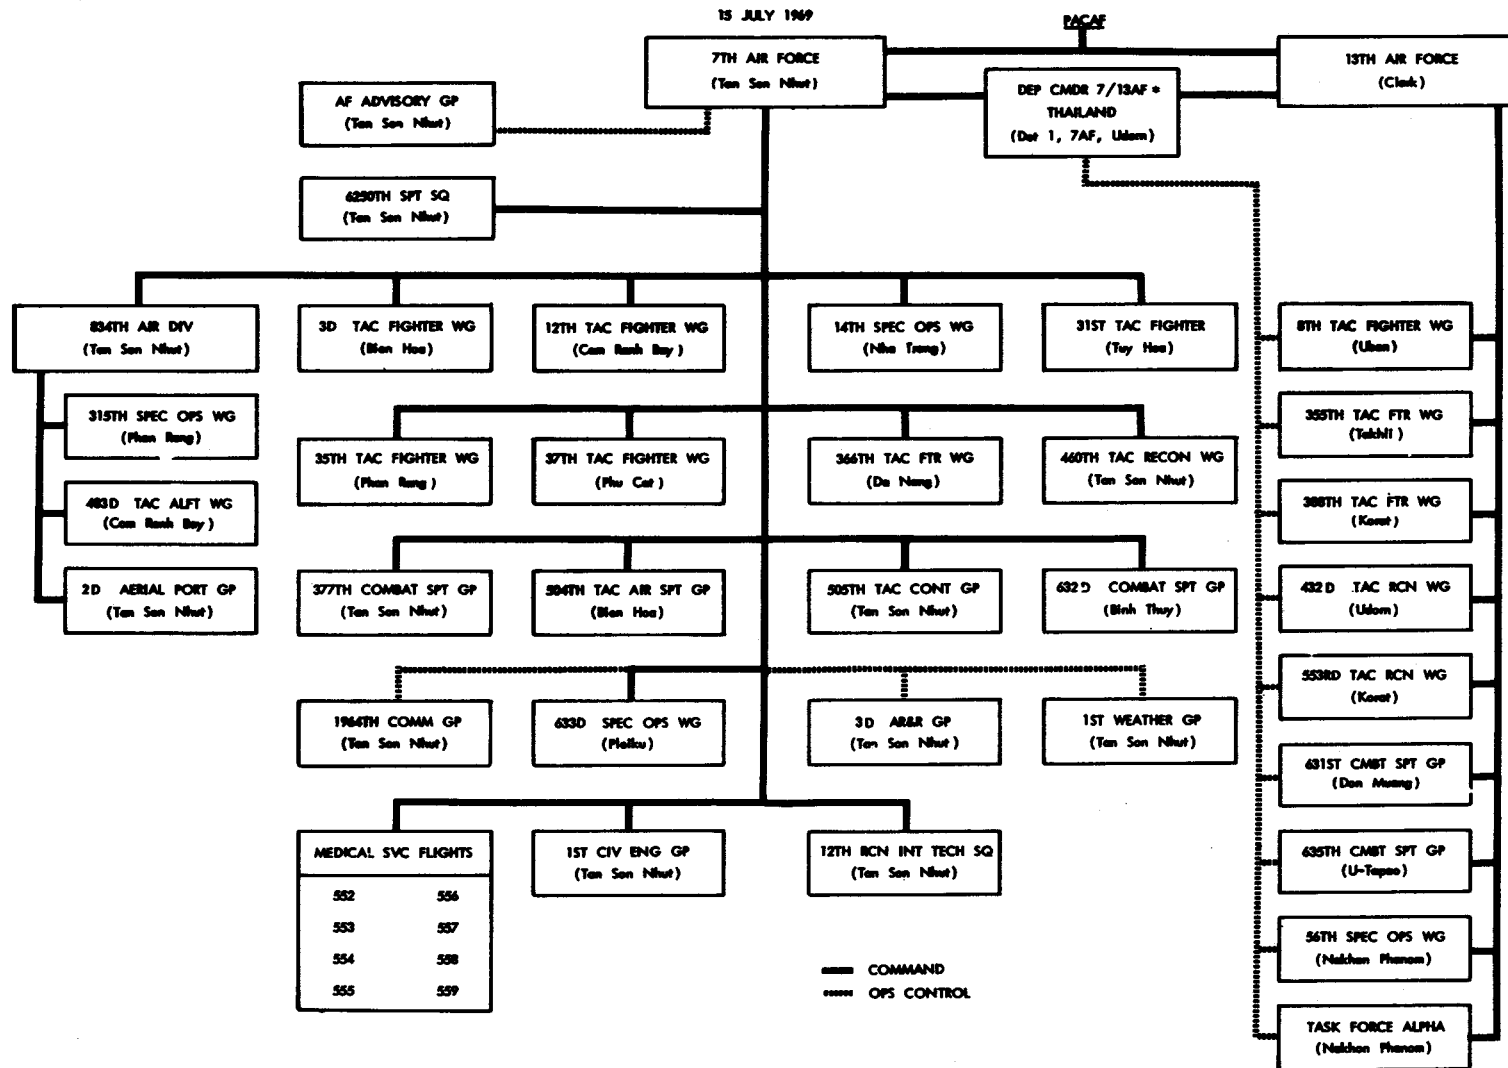 15 JULY 1969
PACAF
7TH AIR FORCE
(Tan Son Nhut)
13TH AIR FORCE
(Clark)
DEP CMDR 7/13AF *
THAILAND
(Det 1, 7AF, Udorn)
AF ADVISORY GP
(Tan Son Nhut)
6250TH SPT SQ
(Tan Son Nhut)
834TH AIR DIV
(Tan Son Nhut)
3D TAC FIGHTER WG
(Bien Hoa)
12TH TAC FIGHTER WG
(Cam Ranh Bay)
14TH SPEC OPS WG
(Nha Trang)
31ST TAC FIGHTER
(Tuy Hoa)
8TH TAC FIGHTER WG
(Ubon)
315TH SPEC OPS WG
(Phan Rang)
35TH TAC FIGHTER WG
(Phan Rang)
37TH TAC FIGHTER WG
(Phu Cat)
366TH TAC FTR WG
(Da Nang)
460TH TAC RECON WG
(Tan Son Nhut)
355TH TAC FTR WG
(Takhli)
483D TAC ALFT WG
(Cam Ranh Bay)
388TH TAC FTR WG
(Korat)
2D AERIAL PORT GP
(Tan Son Nhut)
377TH COMBAT SPT GP
(Tan Son Nhut)
504TH TAC AIR SPT GP
(Bien Hoa)
505TH TAC CONT GP
(Tan Son Nhut)
632D COMBAT SPT GP
(Binh Thuy)
432D TAC RCN WG
(Udorn)
553RD TAC RCN WG
(Korat)
1964TH COMM GP
(Tan Son Nhut)
633D SPEC OPS WG
(Pleiku)
3D AR&R GP
(Tan Son Nhut)
1ST WEATHER GP
(Tan Son Nhut)
631ST CMBT SPT GP
(Don Muang)
MEDICAL SVC FLIGHTS
552 556
553 557
554 558
555 559
1ST CIV ENG GP
(Tan Son Nhut)
12TH RCN INT TECH SQ
(Tan Son Nhut)
635TH CMBT SPT GP
(U-Tapao)
56TH SPEC OPS WG
(Nakhon Phanom)
COMMAND
OPS CONTROL
TASK FORCE ALPHA
(Nakhon Phanom)